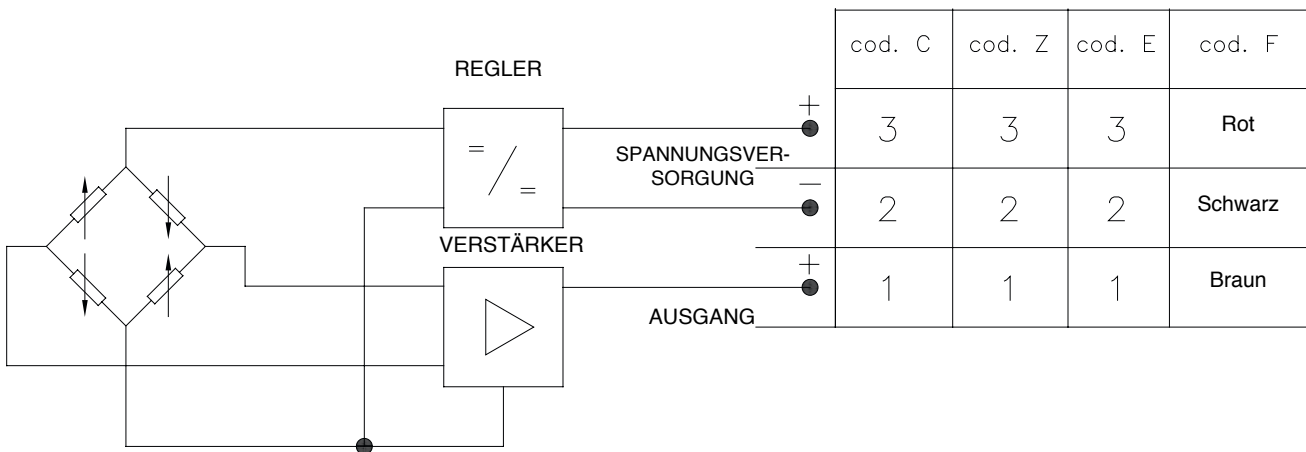 cod. C cod. Z cod. E cod. F
REGLER
+ 3 3 3 Rot
=
/
=
SPANNUNGSVER-
SORGUNG
− 2 2 2 Schwarz
VERSTÄRKER
+ 1 1 1 Braun
AUSGANG